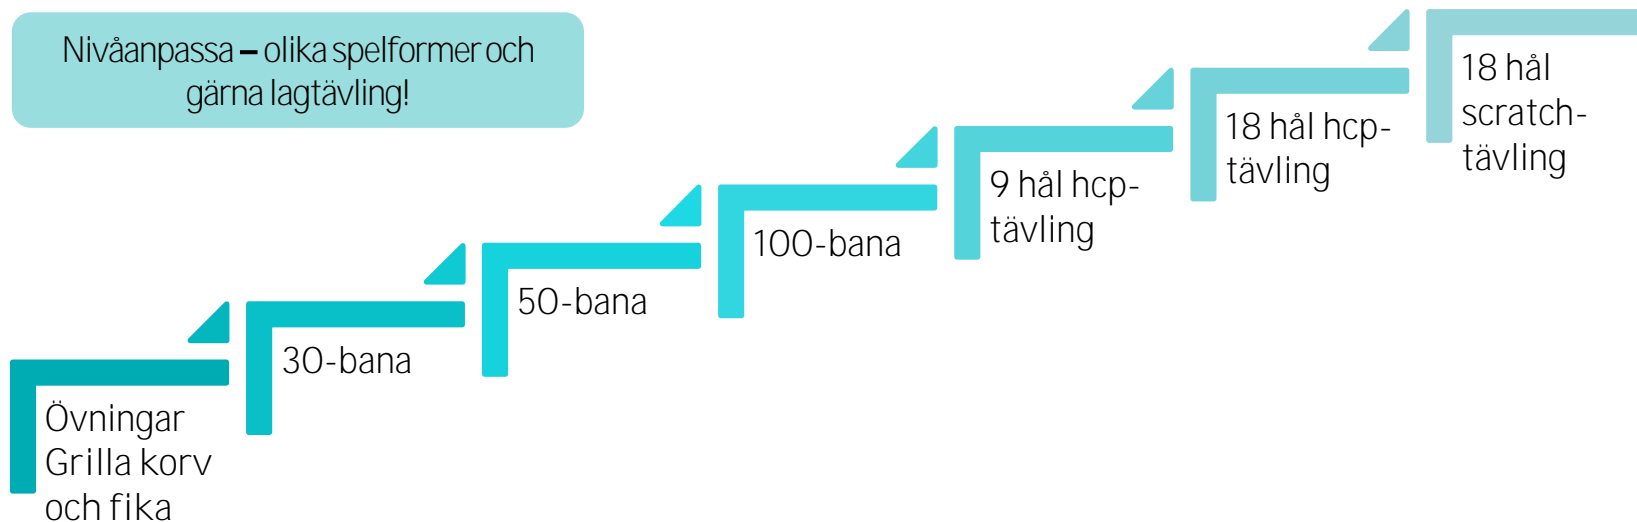 Nivåanpassa – olika spelformer och
gärna lagtävling!
Övningar
Grilla korv
och fika
30-bana
50-bana
100-bana
9 hål hcp-
tävling
18 hål hcp-
tävling
18 hål
scratch-
tävling